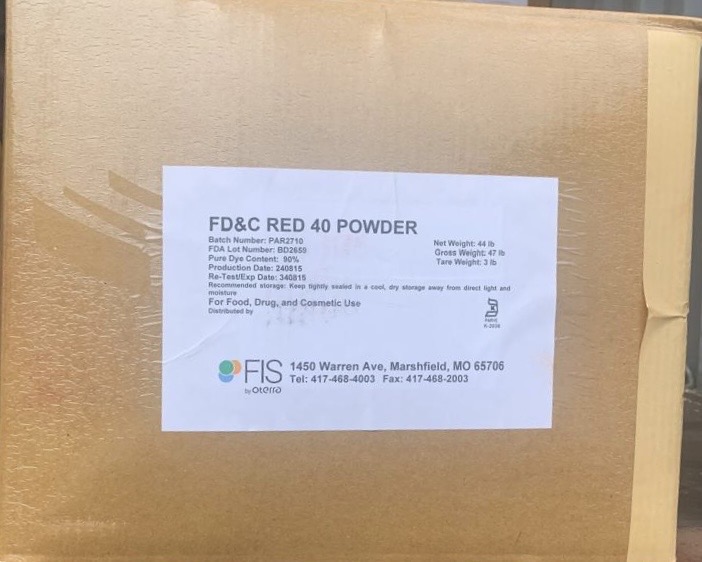 FD&C RED 40 POWDER
Batch Number: PAR2710
FDA Lot Number: BD2659
Pure Dye Content: 90%
Production Date: 240815
Re-Test/Exp Date: 340815
Net Weight: 44 lb
Gross Weight: 47 lb
Tare Weight: 3 lb
Recommended storage: Keep tightly sealed in a cool, dry storage away from direct light and
moisture
For Food, Drug, and Cosmetic Use
Distributed by
K
FIS
by oterra
1450 Warren Ave, Marshfield, MO 65706
Tel: 417-468-4003 Fax: 417-468-2003